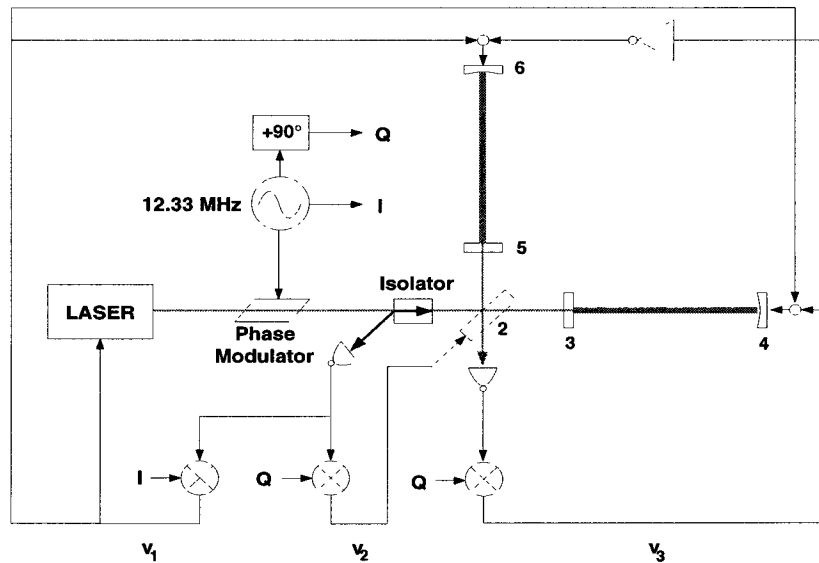 6
+90°
Q
12.33 MHz
I
5
Isolator
LASER
2
Phase
Modulator
3
4
I
Q
Q
v1
v2
v3